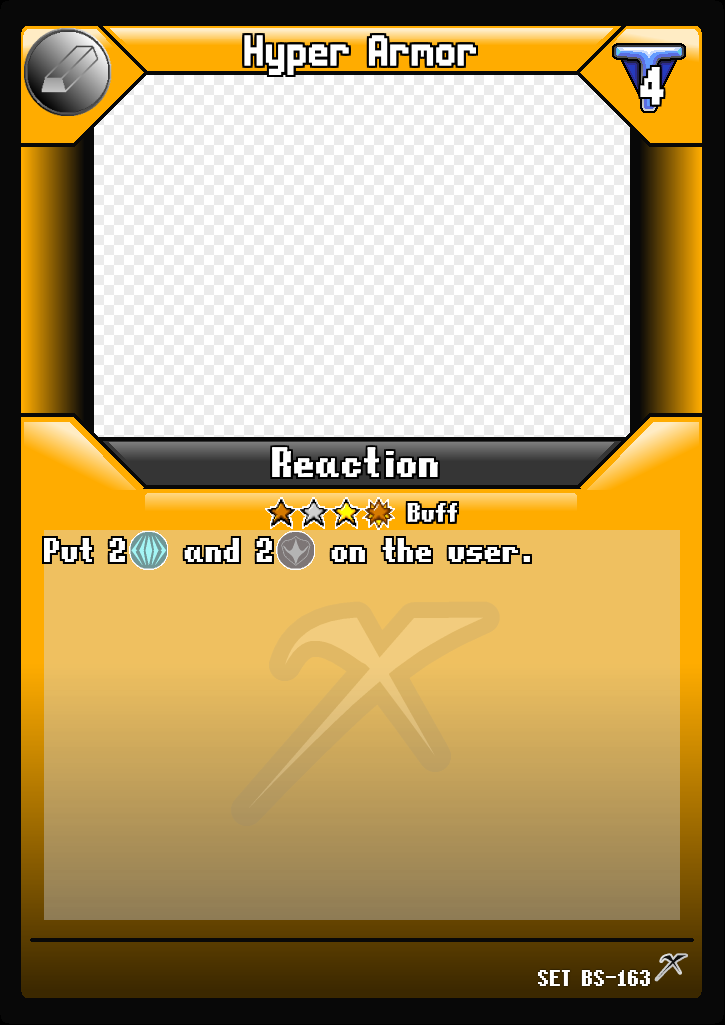 Hyper Armor
4
Reaction
Buff
Put 2 and 2 on the user.
SET BS-163